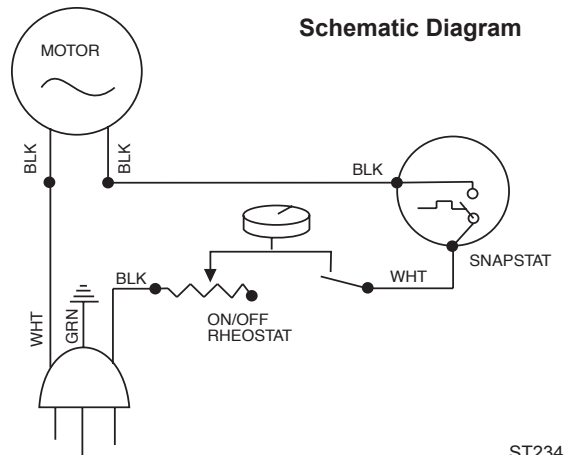 Schematic Diagram
MOTOR
BLK
BLK
BLK
SNAPSTAT
WHT
BLK
ON/OFF
RHEOSTAT
WHT
GRN
ST234